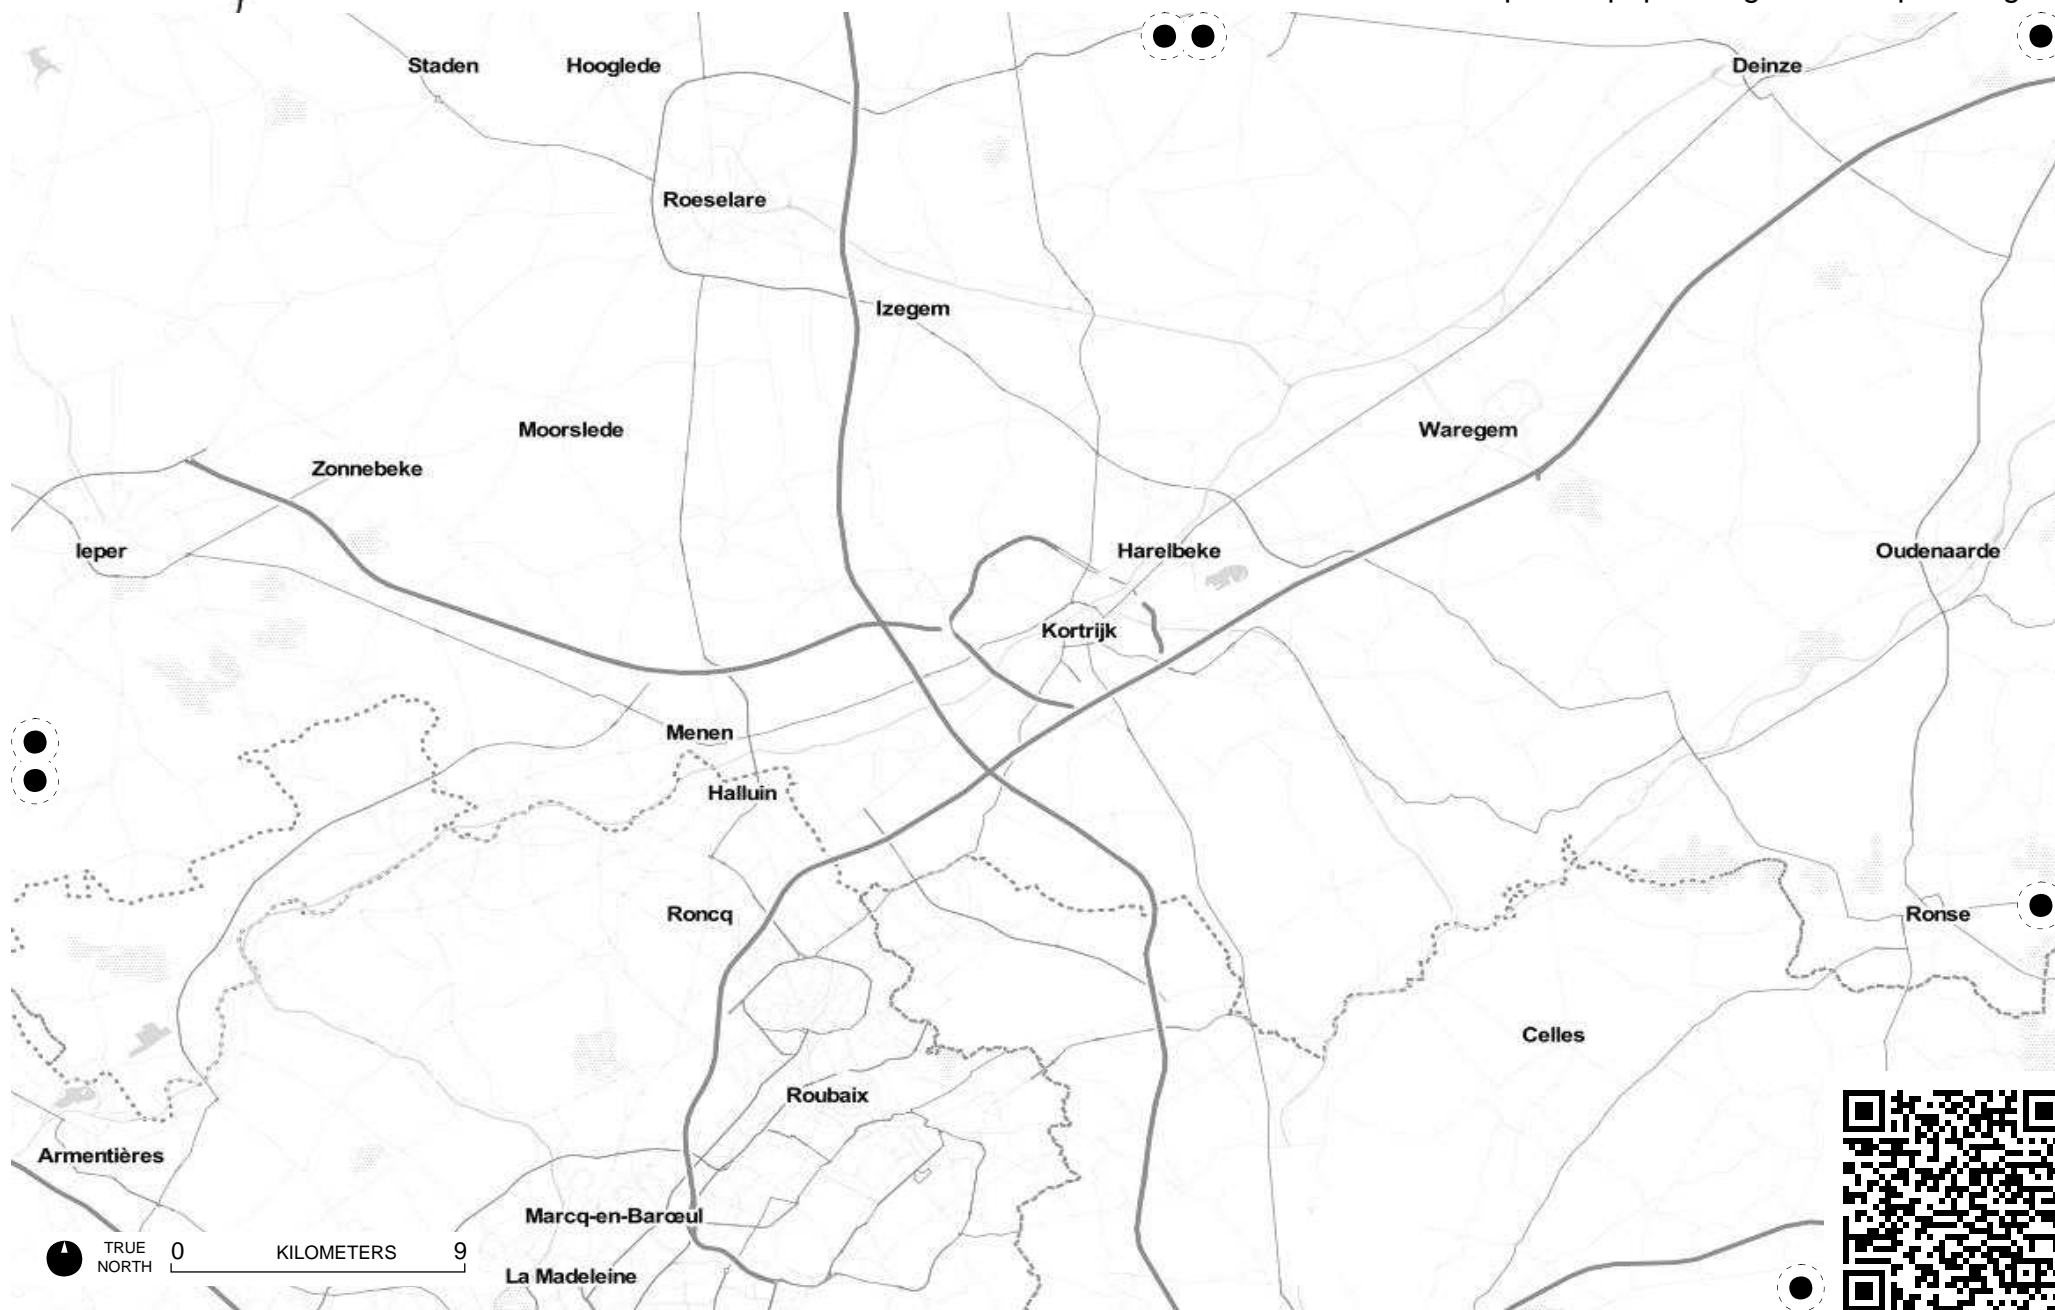 Staden
Hooglede
Deinze
Roeselare
Izegem
Moorslede
Waregem
Zonnebeke
Ieper
Harelbeke
Oudenaarde
Kortrijk
Menen
Halluin
Roncq
Ronse
Celles
Roubaix
Armentières
Marcq-en-Barœul
TRUE
NORTH
0 KILOMETERS 9
La Madeleine